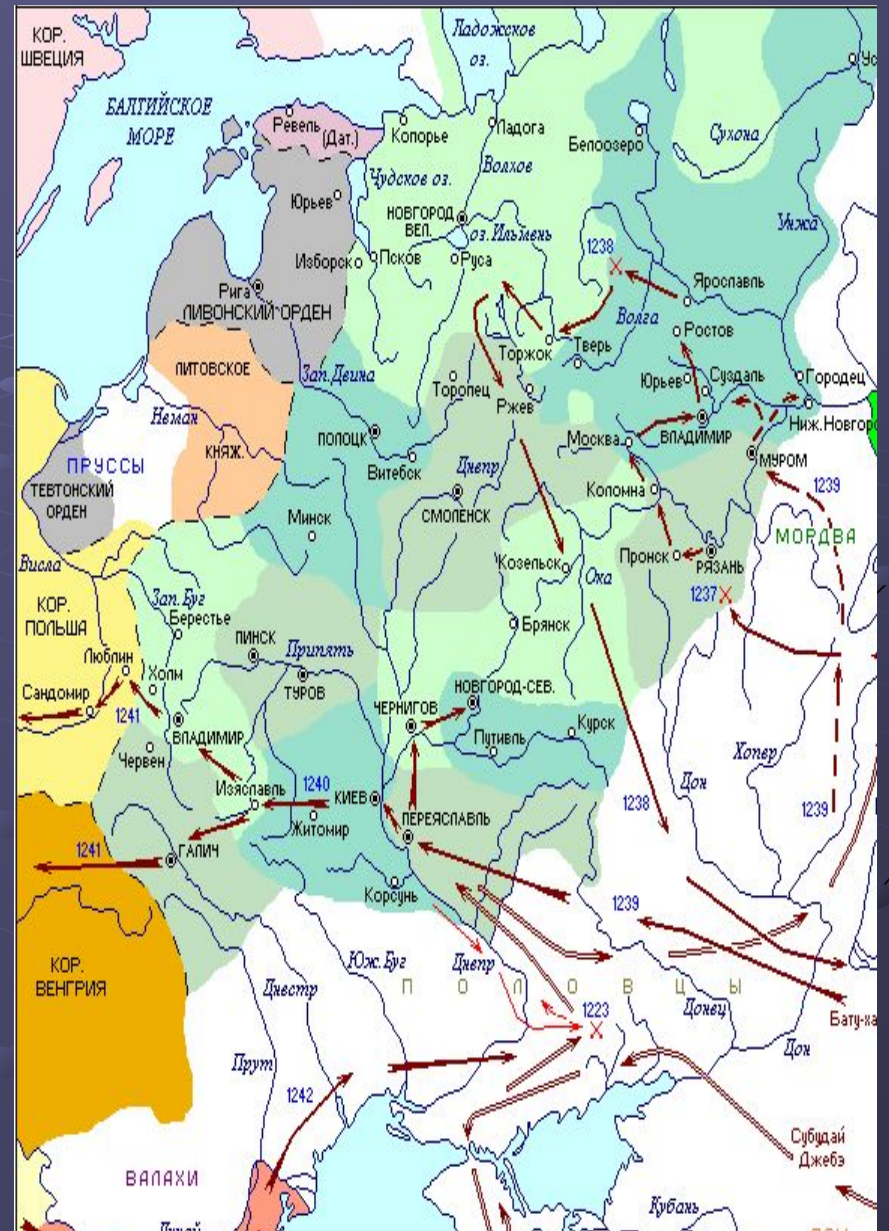 КОР.
ШВЕЦИЯ
Ладожское
оз.
БАЛТИЙСКОЕ
МОРЕ
Ревель
(Дат.)
Копорье
Ладога
Белоозеро
Сухона
Чудское оз.
Волхов
Юрьев
НОВГОРОД
ВЕЛ.
оз.Ильмень
Унжа
Изборск
Псков
Руса
1238
Рига
ЛИВОНСКИЙ ОРДЕН
Ярославль
Волга
Ростов
ЛИТОВСКОЕ
КНЯЖ.
Зап.Двина
Торопец
Торжок
Тверь
Ржев
Юрьев
Суздаль
Городец
Неман
ПОЛОЦК
Витебск
Москва
ВЛАДИМИР
Ниж.Новгоро
ПРУССЫ
ТЕВТОНСКИЙ
ОРДЕН
Днепр
СМОЛЕНСК
Коломна
МУРОМ
1239
МОРДВА
Минск
Козельск
Ока
Пронск
РЯЗАНЬ
1237
Висла
КОР.
ПОЛЬША
Зап.Буг
Берестье
ПИНСК
Припять
Брянск
Люблин
Холм
ТУРОВ
НОВГОРОД-СЕВ.
Сандомир
1241
ВЛАДИМИР
ЧЕРНИГОВ
Путивль
Курск
Червен
Хопер
Дон
Изяславль
1240
КИЕВ
Житомир
ПЕРЕЯСЛАВЛЬ
1238
1239
1241
ГАЛИЧ
Корсунь
1239
КОР.
ВЕНГРИЯ
Юж.Буг
Днепр
ПОЛОВЦЫ
Днестр
1223
Донец
Бату-ха
Прут
Дон
1242
Субудай
Джебэ
ВАЛАХИ
Кубань